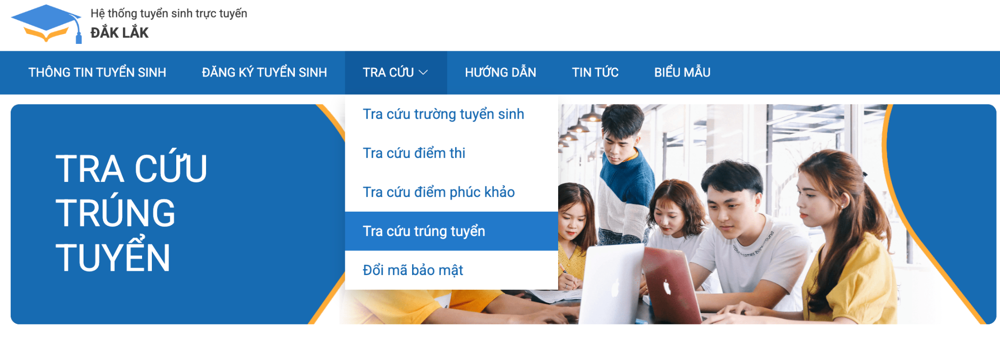 Hệ thống tuyển sinh trực tuyến
ĐẮK LẮK
THÔNG TIN TUYỂN SINH
ĐĂNG KÝ TUYỂN SINH
TRA CỨU
HƯỚNG DẪN
TIN TỨC
BIỂU MẪU
TRA CỨU
TRÚNG
TUYỂN
Tra cứu trường tuyển sinh
Tra cứu điểm thi
Tra cứu điểm phúc khảo
Tra cứu trúng tuyển
Đổi mã bảo mật